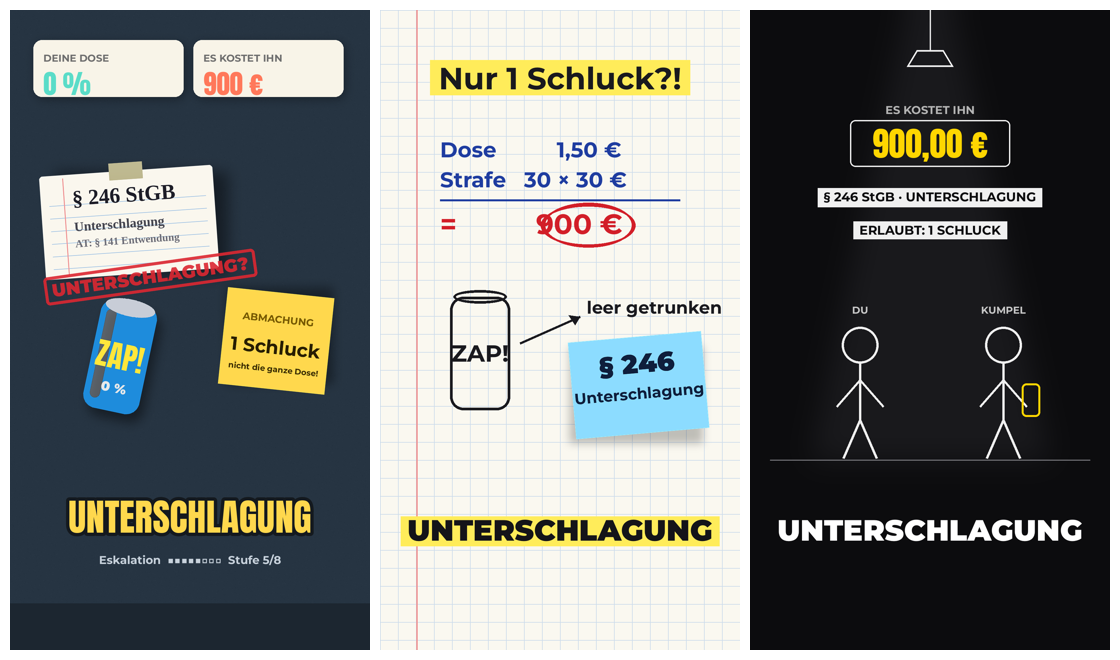 DEINE DOSE
0 %
ES KOSTET IHN
900 €
§ 246 StGB
Unterschlagung
AT: § 141 Entwendung
UNTERSCHLAGUNG?
ZAP!
0 %
ABMACHUNG
1 Schluck
nicht die ganze Dose!
UNTERSCHLAGUNG
Eskalation ▪▪▪▪▪▫▫▫ Stufe 5/8
Nur 1 Schluck?!
Dose 1,50 €
Strafe 30 × 30 €
= 900 €
leer getrunken
ZAP!
§ 246
Unterschlagung
UNTERSCHLAGUNG
ES KOSTET IHN
900,00 €
§ 246 StGB · UNTERSCHLAGUNG
ERLAUBT: 1 SCHLUCK
DU
KUMPEL
UNTERSCHLAGUNG